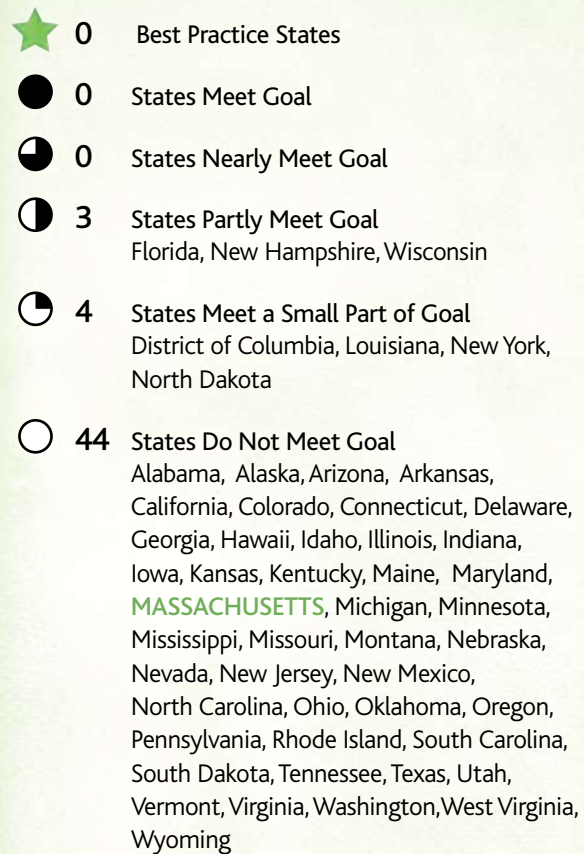 0 Best Practice States
0 States Meet Goal
0 States Nearly Meet Goal
3 States Partly Meet Goal
Florida, New Hampshire, Wisconsin
4 States Meet a Small Part of Goal
District of Columbia, Louisiana, New York,
North Dakota
44 States Do Not Meet Goal
Alabama, Alaska, Arizona, Arkansas,
California, Colorado, Connecticut, Delaware,
Georgia, Hawaii, Idaho, Illinois, Indiana,
Iowa, Kansas, Kentucky, Maine, Maryland,
MASSACHUSETTS, Michigan, Minnesota,
Mississippi, Missouri, Montana, Nebraska,
Nevada, New Jersey, New Mexico,
North Carolina, Ohio, Oklahoma, Oregon,
Pennsylvania, Rhode Island, South Carolina,
South Dakota, Tennessee, Texas, Utah,
Vermont, Virginia, Washington, West Virginia,
Wyoming